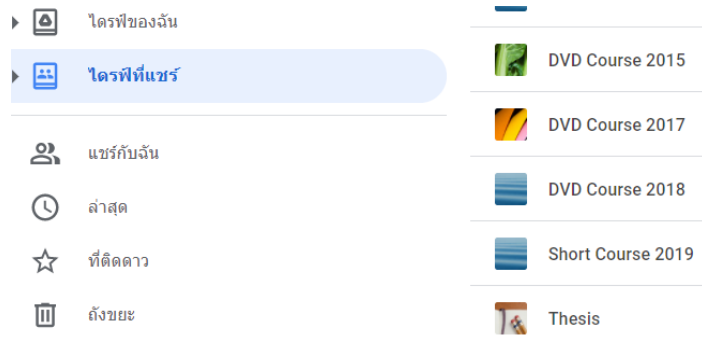 ไดรฟ์ของฉัน
ไดรฟ์ที่แชร์
แชร์กับฉัน
ล่าสุด
ที่ติดดาว
ถังขยะ
DVD Course 2015
DVD Course 2017
DVD Course 2018
Short Course 2019
Thesis